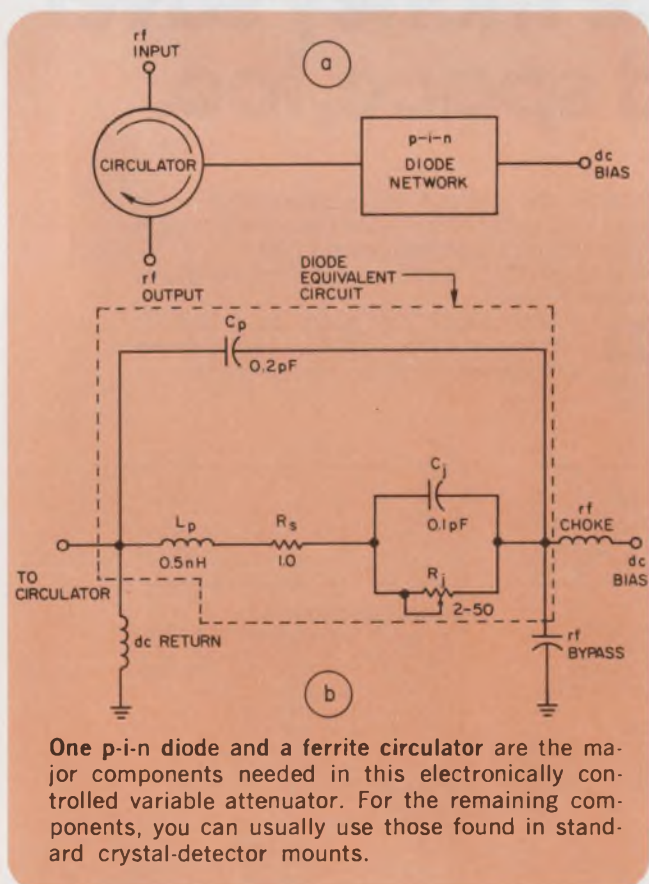 rf
INPUT
a
CIRCULATOR
p-i-n
DIODE
NETWORK
dc
BIAS
rf
OUTPUT
DIODE
EQUIVALENT
CIRCUIT
Cp
0.2pF
Cj
0.1pF
Lp
0.5nH
Rs
1.0
Rj
2-50
rf
CHOKE
dc
BIAS
TO
CIRCULATOR
dc RETURN
rf
BYPASS
b
One p-i-n diode and a ferrite circulator are the ma-
jor components needed in this electronically con-
trolled variable attenuator. For the remaining com-
ponents, you can usually use those found in stand-
ard crystal-detector mounts.